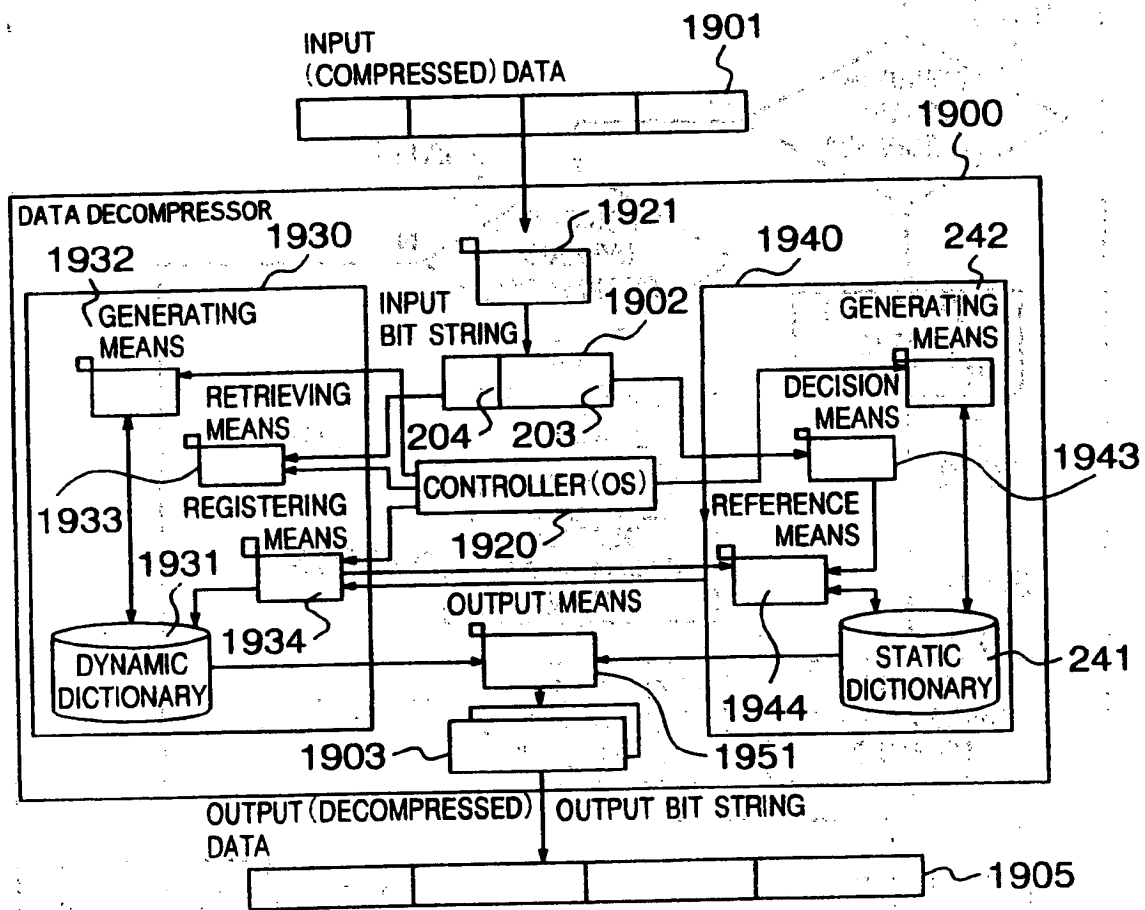 INPUT
(COMPRESSED) DATA
1901
1900
DATA DECOMPRESSOR
1921
1930
1940
242
1932
GENERATING
MEANS
INPUT
BIT STRING
1902
GENERATING
MEANS
RETRIEVING
MEANS
204
203
DECISION
MEANS
1943
1933
CONTROLLER (OS)
REGISTERING
MEANS
1920
REFERENCE
MEANS
1931
1934
OUTPUT MEANS
DYNAMIC
DICTIONARY
STATIC
DICTIONARY
241
1944
1903
1951
OUTPUT (DECOMPRESSED)
DATA
OUTPUT BIT STRING
1905